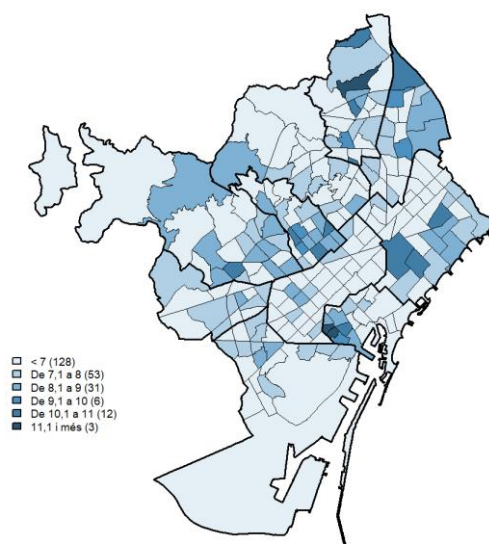 < 7 (128)
De 7,1 a 8 (53)
De 8,1 a 9 (31)
De 9,1 a 10 (6)
De 10,1 a 11 (12)
11,1 i més (3)